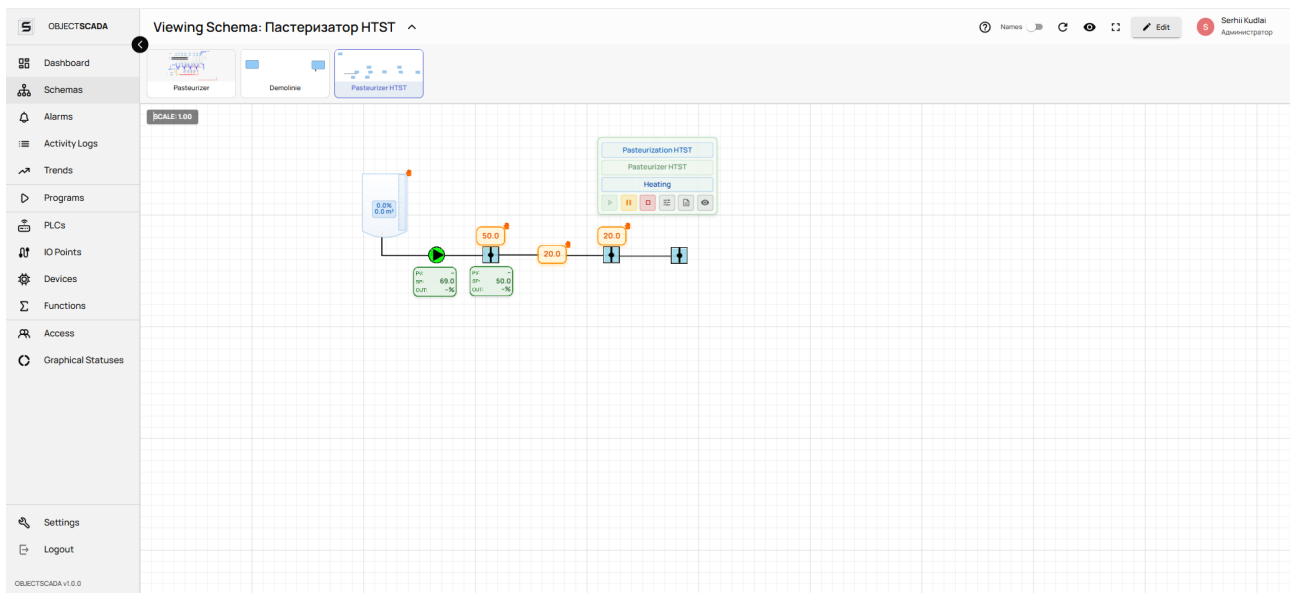 OBJECTSCADA
Viewing Schema: Пастеризатор HTST
Names
Edit
S
Serhii Kudlai
Администратор
Dashboard
Schemas
Alarms
Activity Logs
Trends
Programs
PLCs
IO Points
Devices
Functions
Access
Graphical Statuses
Settings
Logout
OBJECTSCADA v1.0.0
Pasteurizer
Demolinie
Pasteurizer HTST
SCALE: 1.00
Pasteurization HTST
Pasteurizer HTST
Heating
0.0%
0.0 m³
50.0
20.0
20.0
PV: -
SP: 69.0
OUT: -%
PV: -
SP: 50.0
OUT: -%